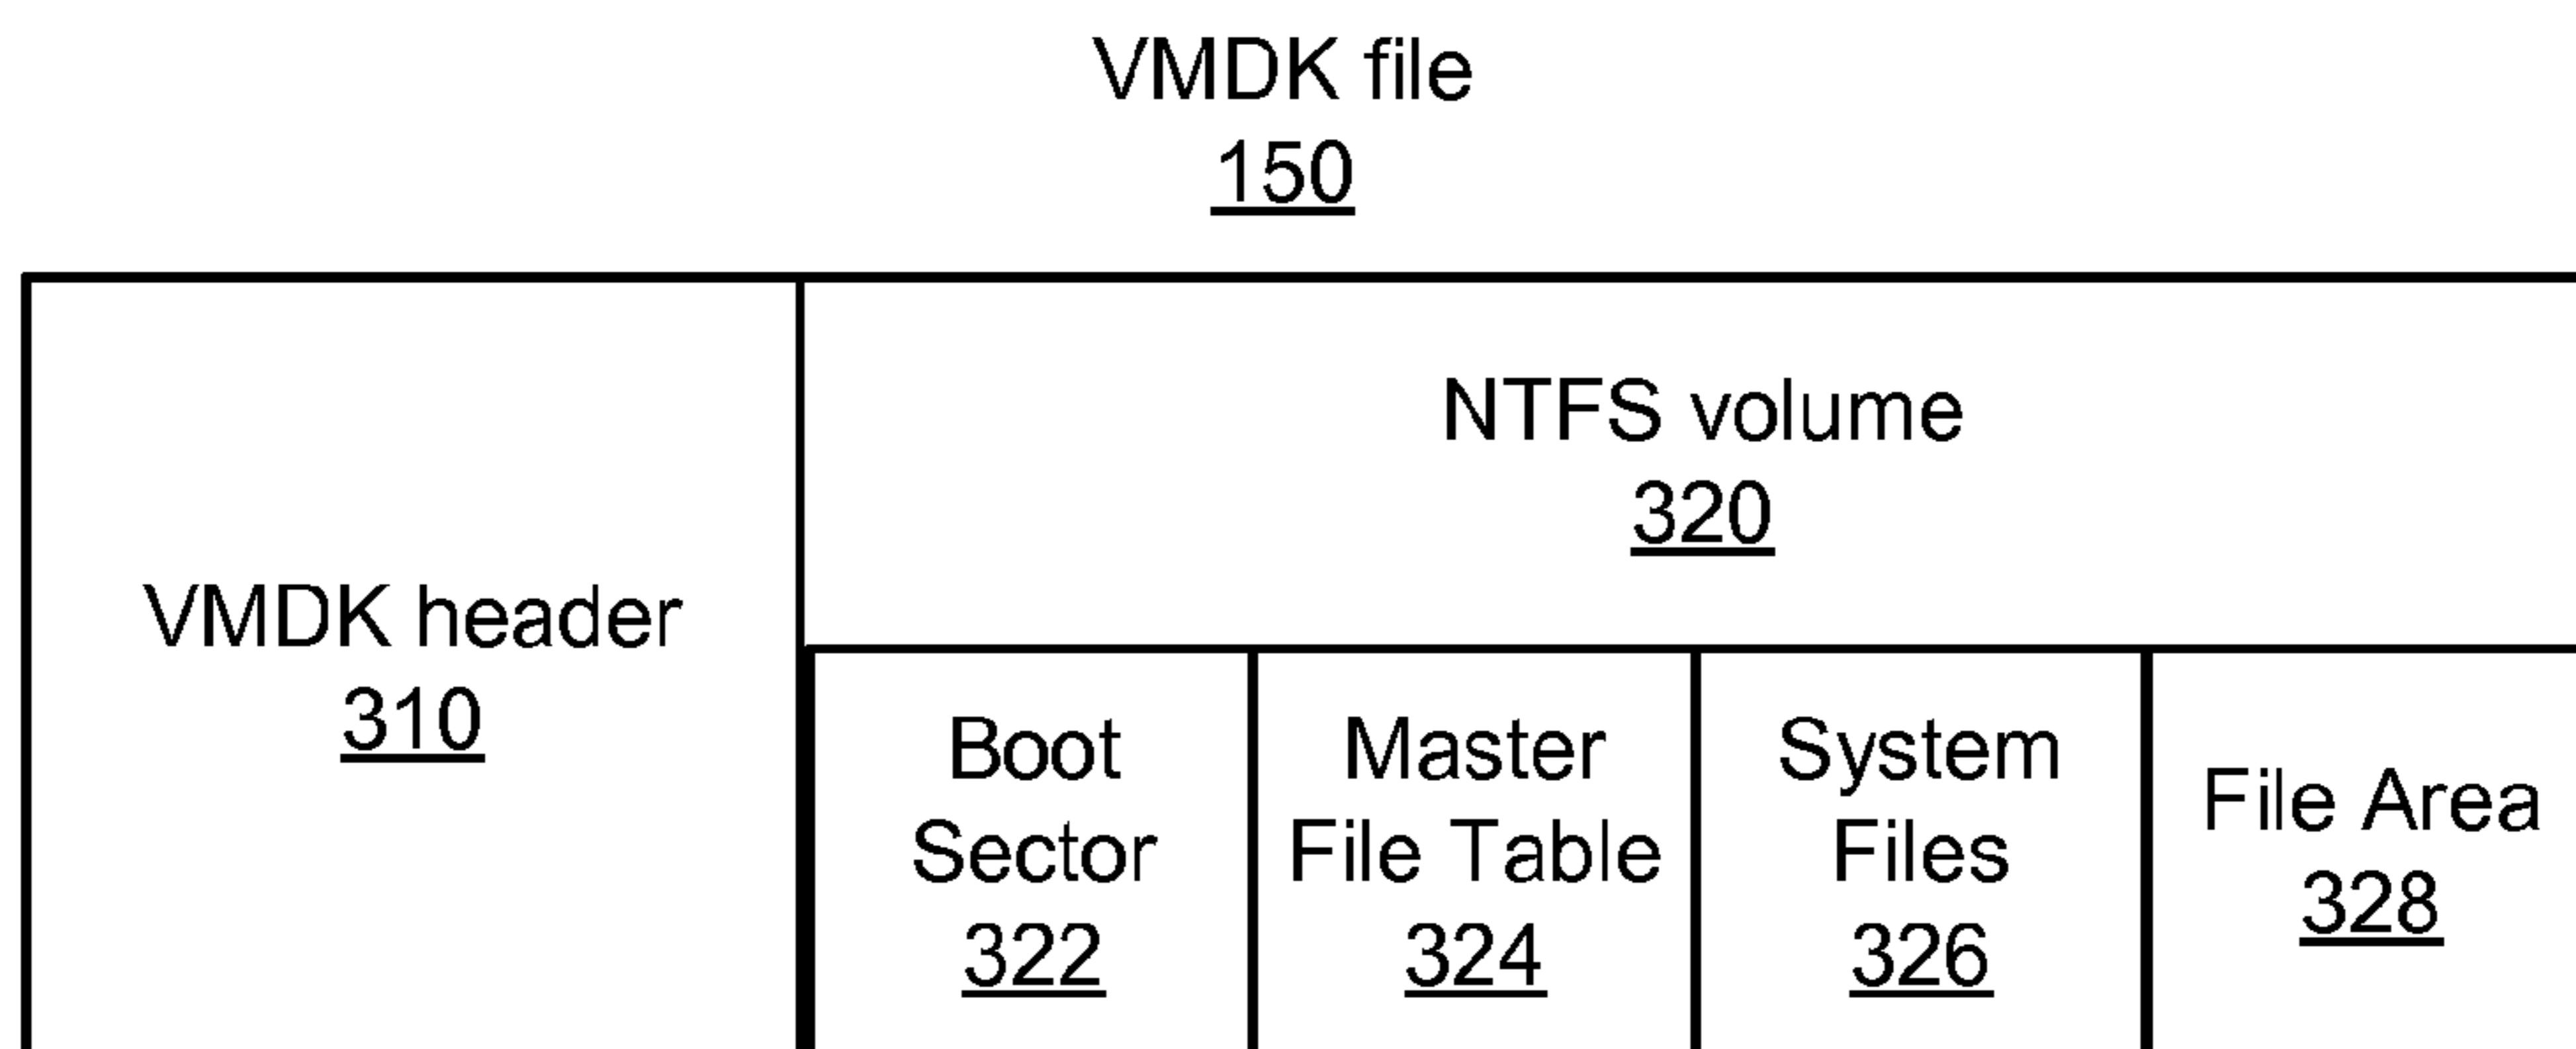 VMDK file
150
NTFS volume
320
VMDK header
310
Boot
Sector
322
Master
File Table
324
System
Files
326
File Area
328